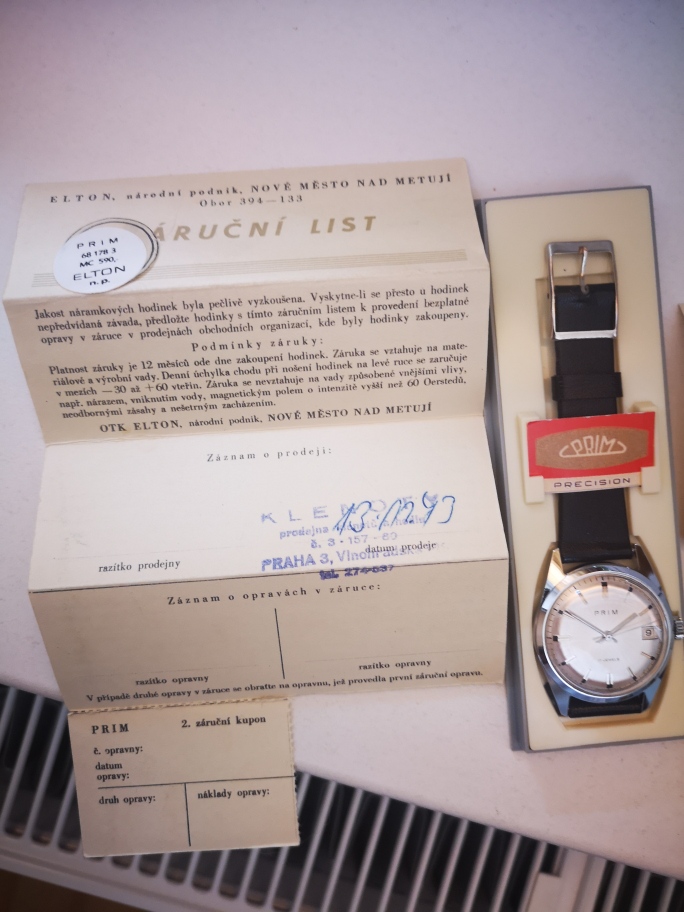 ELTON, národní podnik, NOVÉ MĚSTO NAD METUJÍ
Obor 394—133
ÁRUČNÍ LIST
PRIM
68 178 3
MC 590,-
ELTON
n.p.
Jakost náramkových hodinek byla pečlivě vyzkoušena. Vyskytne-li se přesto u hodinek
nepředvídaná závada, předložte hodinky s tímto záručním listem k provedení bezplatné
opravy v záruce v prodejnách obchodních organizací, kde byly hodinky zakoupeny.
Podmínky záruky:
Platnost záruky je 12 měsíců ode dne zakoupení hodinek. Záruka se vztahuje na mate-
riálové a výrobní vady. Denní úchylka chodu při nošení hodinek na levé ruce se zaručuje
v mezích —30 až +60 vteřin. Záruka se nevztahuje na vady způsobené vnějšími vlivy,
např. nárazem, vniknutím vody, magnetickým polem o intenzitě vyšší než 60 Oerstedů,
neodbornými zásahy a nešetrným zacházením.
OTK ELTON, národní podnik, NOVÉ MĚSTO NAD METUJÍ
Záznam o prodeji:
KLENOTY
prodejna
č. 3-157-
PRAHA 3,
tel.
razítko prodejny
datum prodeje
Záznam o opravách v záruce:
razítko opravny
razítko opravny
V případě druhé opravy v záruce se obraťte na opravnu, jež provedla první záruční opravu.
PRIM
2. záruční kupon
č. opravny:
datum
opravy:
druh opravy:
náklady opravy:
PRIM
PRECISION
PRIM
9